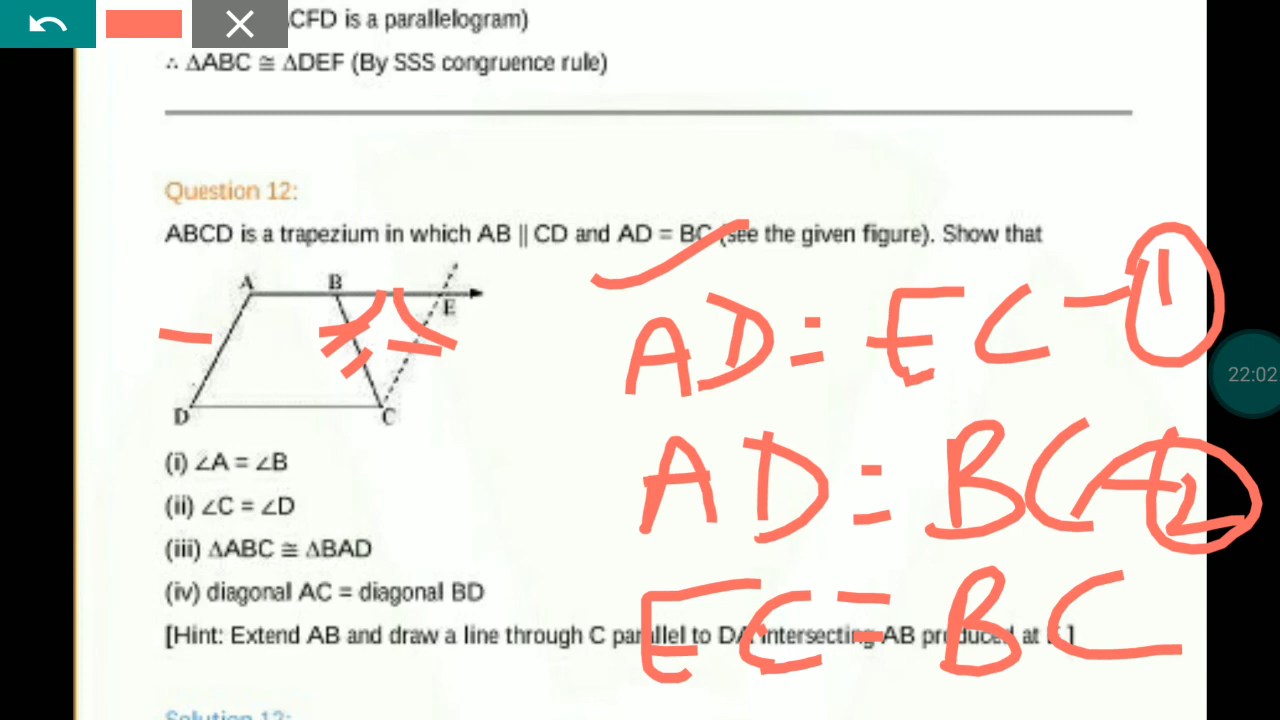 CFD is a parallelogram)
∴ ΔABC ≅ ΔDEF (By SSS congruence rule)
Question 12:
ABCD is a trapezium in which AB || CD and AD = BC (see the given figure). Show that
A B E
D C
AD = EC - 1
22:02
AD = BC - 2
EC = BC
(i) ∠A = ∠B
(ii) ∠C = ∠D
(iii) ΔABC ≅ ΔBAD
(iv) diagonal AC = diagonal BD
[Hint: Extend AB and draw a line through C parallel to DA intersecting AB produced at E.]
Solution 12: